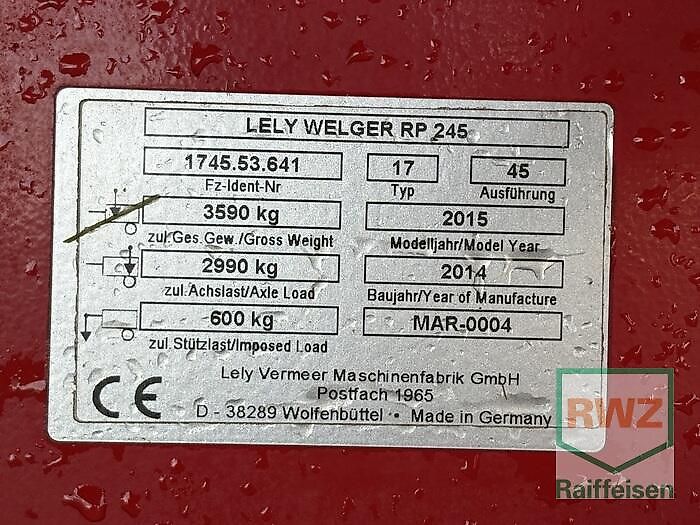 LELY WELGER RP 245
1745.53.641 17 45
Fz-Ident-Nr Typ Ausführung
3590 kg 2015
zul.Ges.Gew./Gross Weight Modelljahr/Model Year
2990 kg 2014
zul.Achslast/Axle Load Baujahr/Year of Manufacture
600 kg MAR-0004
zul.Stützlast/Imposed Load
CE Lely Vermeer Maschinenfabrik GmbH
Postfach 1965
D - 38289 Wolfenbüttel • Made in Germany
RWZ
Raiffeisen